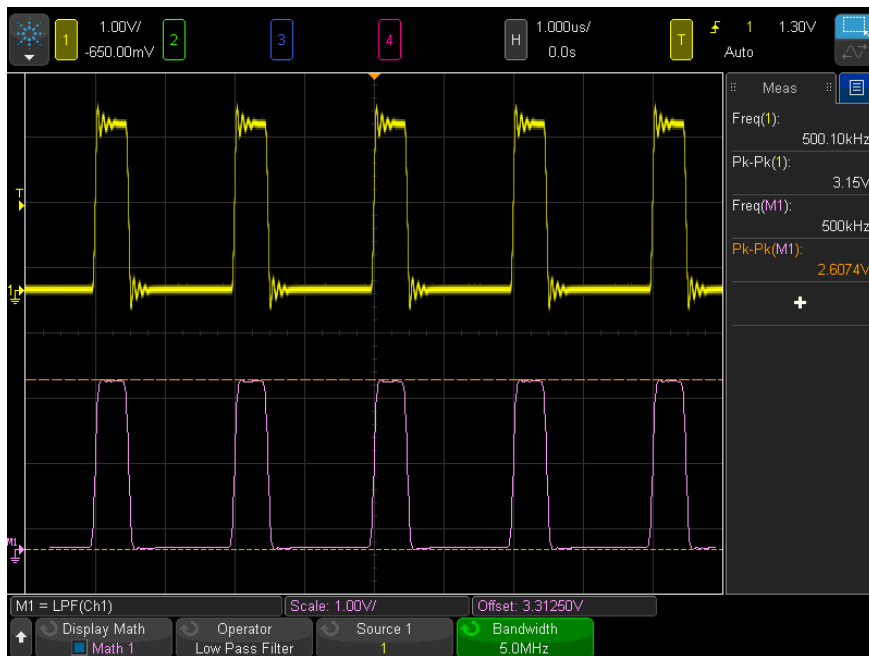 1 1.00V/ 2 3 4 H 1.000us/ T 1 1.30V
-650.00mV 0.0s Auto
Meas
Freq(1):
500.10kHz
Pk-Pk(1):
3.15V
Freq(M1):
500kHz
Pk-Pk(M1):
2.6074V
+
T
1
M1
M1 = LPF(Ch1) Scale: 1.00V/ Offset: 3.31250V
Display Math Operator Source 1 Bandwidth
Math 1 Low Pass Filter 1 5.0MHz